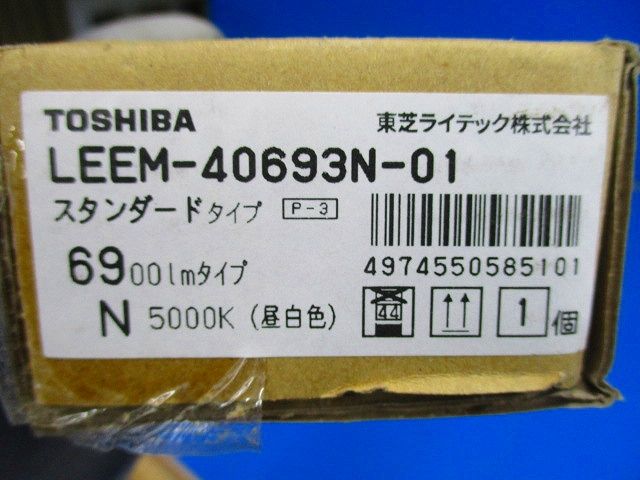 TOSHIBA 東芝ライテック株式会社
LEEM-40693N-01
スタンダードタイプ P-3
6900lmタイプ 4974550585101
N 5000K (昼白色) 44 1個